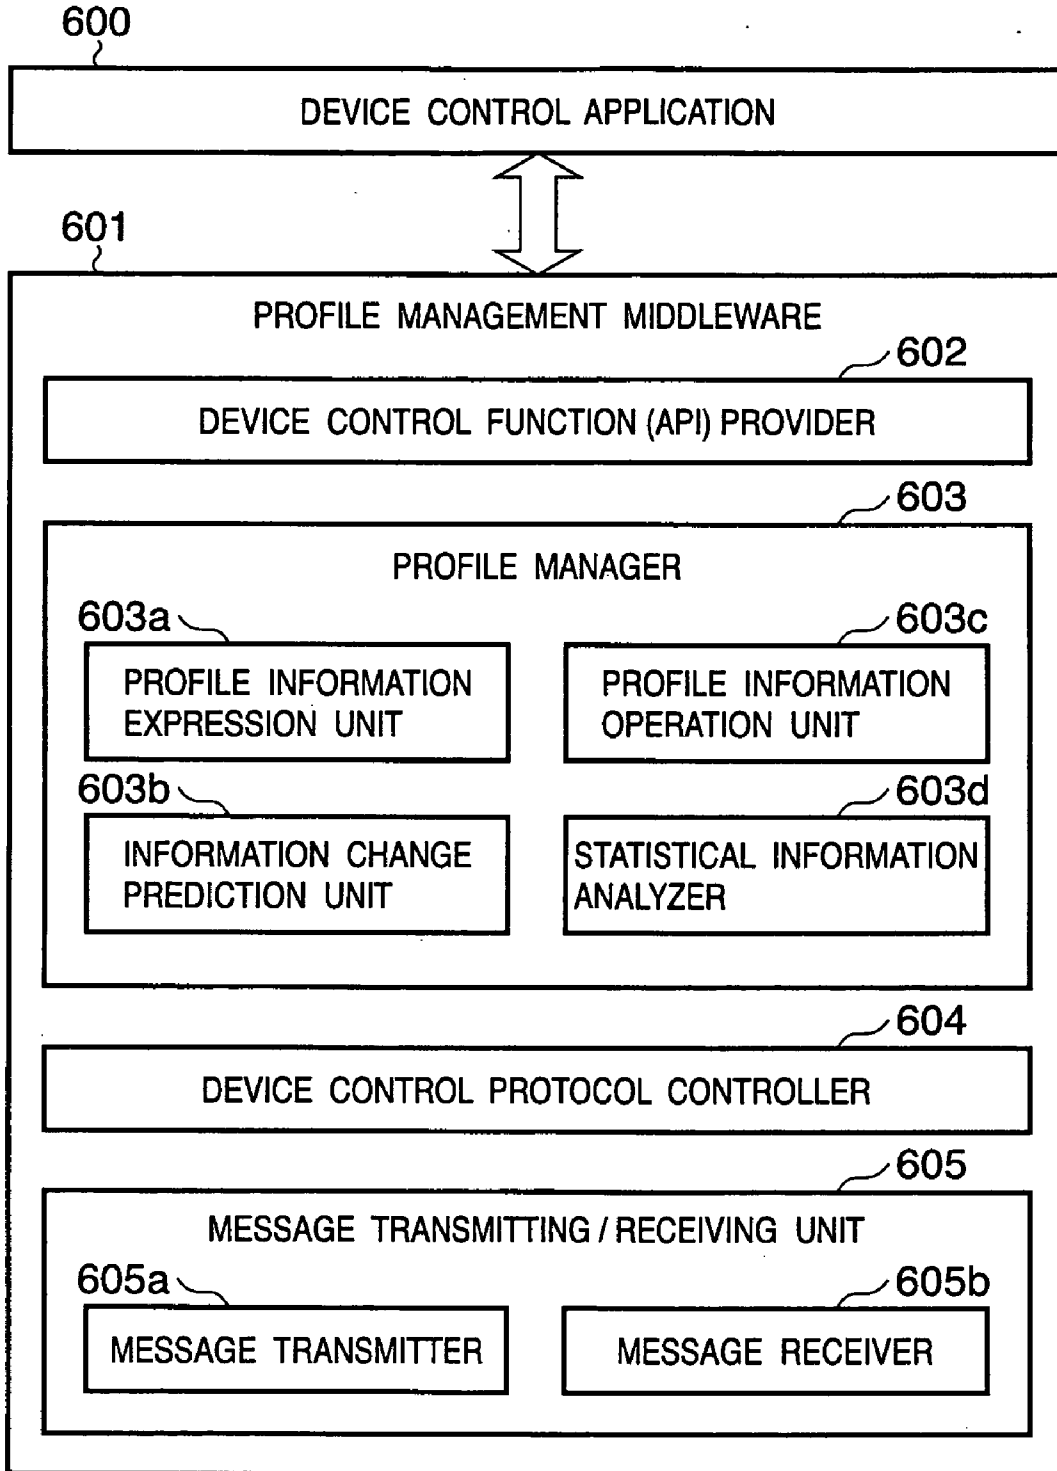 600
DEVICE CONTROL APPLICATION
601
PROFILE MANAGEMENT MIDDLEWARE
602
DEVICE CONTROL FUNCTION (API) PROVIDER
603
PROFILE MANAGER
603a
PROFILE INFORMATION
EXPRESSION UNIT
603c
PROFILE INFORMATION
OPERATION UNIT
603b
INFORMATION CHANGE
PREDICTION UNIT
603d
STATISTICAL INFORMATION
ANALYZER
604
DEVICE CONTROL PROTOCOL CONTROLLER
605
MESSAGE TRANSMITTING / RECEIVING UNIT
605a
MESSAGE TRANSMITTER
605b
MESSAGE RECEIVER